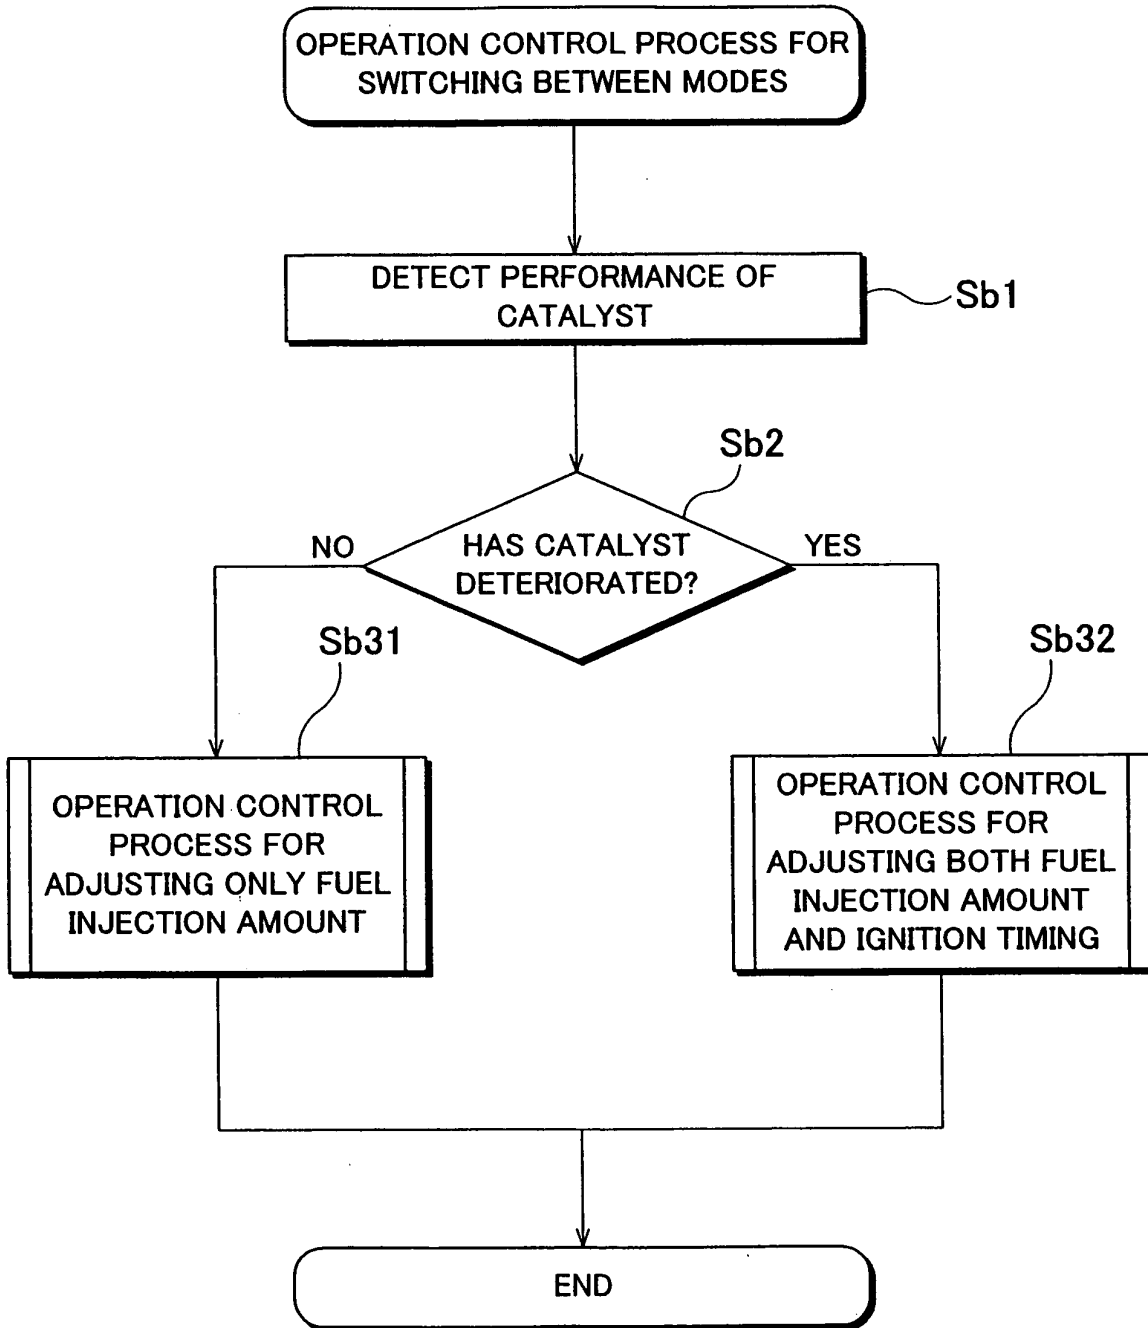 OPERATION CONTROL PROCESS FOR
SWITCHING BETWEEN MODES
DETECT PERFORMANCE OF
CATALYST
Sb1
Sb2
HAS CATALYST
DETERIORATED?
NO
YES
Sb31
Sb32
OPERATION CONTROL
PROCESS FOR
ADJUSTING ONLY FUEL
INJECTION AMOUNT
OPERATION CONTROL
PROCESS FOR
ADJUSTING BOTH FUEL
INJECTION AMOUNT
AND IGNITION TIMING
END